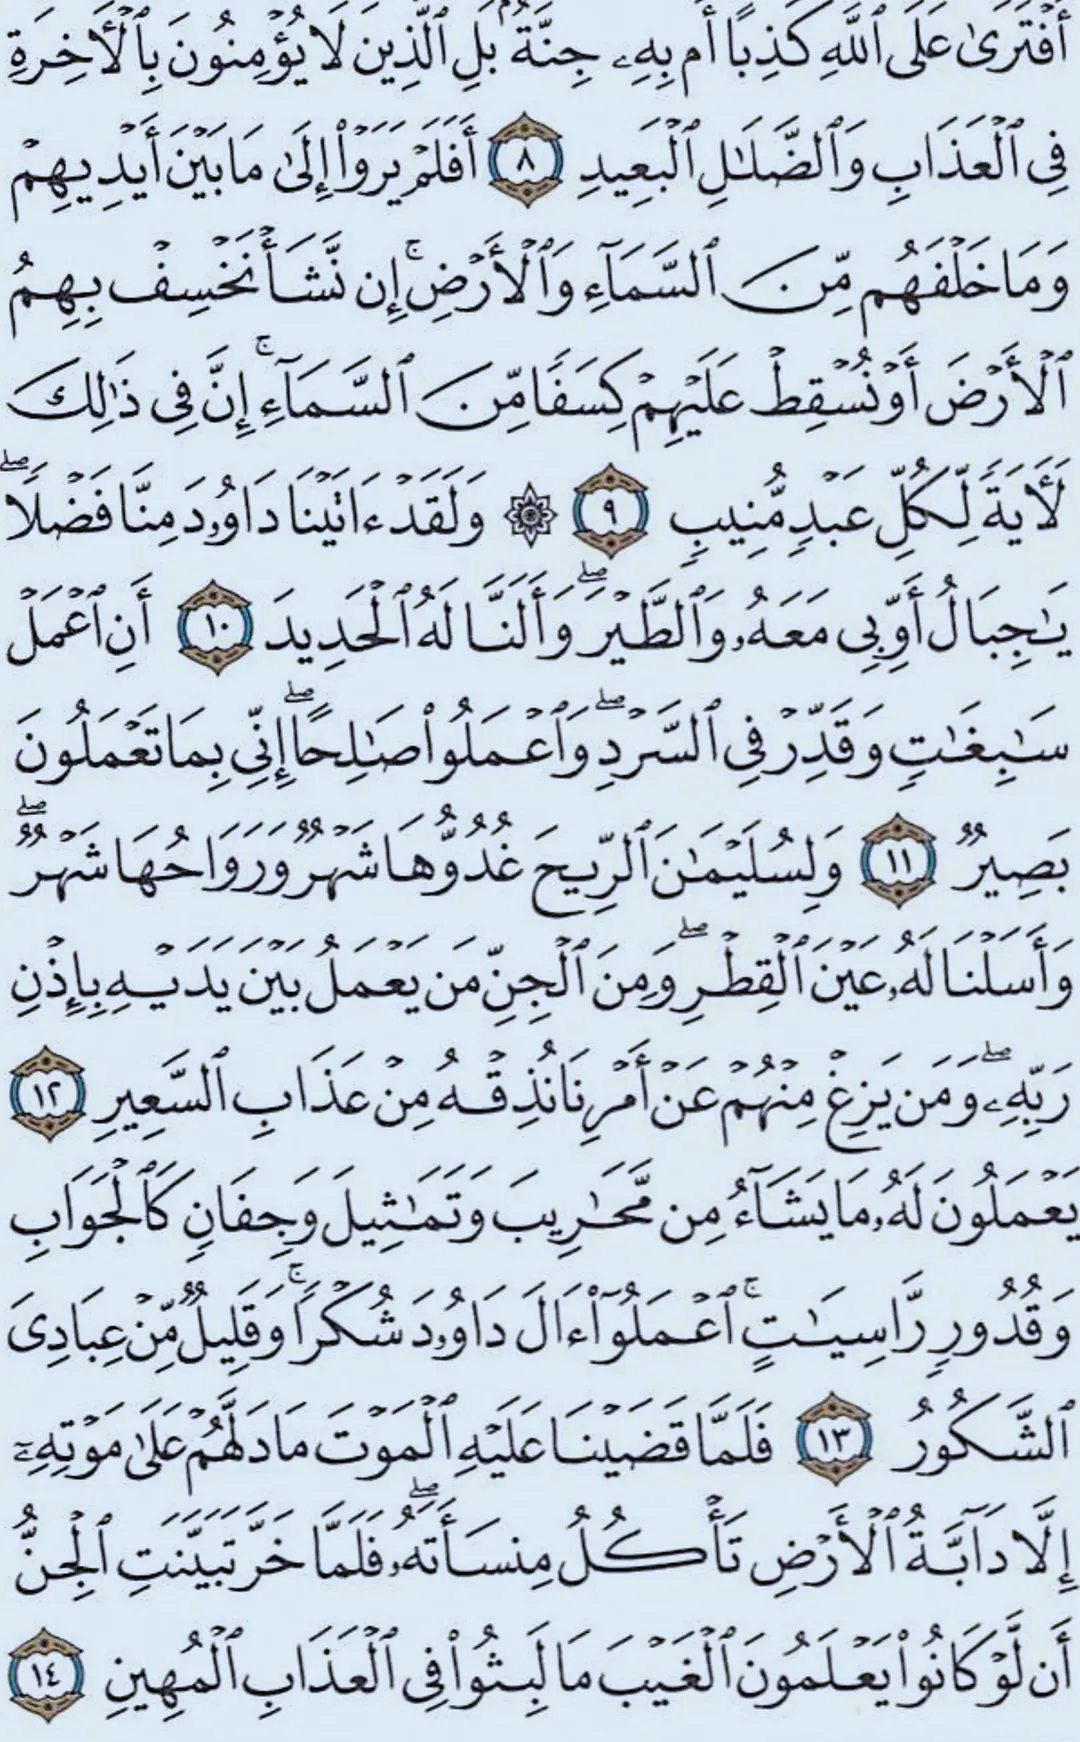 أَفْتَرَىٰ عَلَى ٱللَّهِ كَذِبًا أَم بِهِۦ جِنَّةُۢ بَلِ ٱلَّذِينَ لَا يُؤْمِنُونَ بِٱلْأَخِرَةِ
فِى ٱلْعَذَابِ وَٱلضَّلَٰلِ ٱلْبَعِيدِ ٨ أَفَلَمْ يَرَوْا۟ إِلَىٰ مَا بَيْنَ أَيْدِيهِمْ
وَمَا خَلْفَهُم مِّنَ ٱلسَّمَآءِ وَٱلْأَرْضِ ۚ إِن نَّشَأْ نَخْسِفْ بِهِمُ
ٱلْأَرْضَ أَوْ نُسْقِطْ عَلَيْهِمْ كِسَفًا مِّنَ ٱلسَّمَآءِ ۚ إِنَّ فِى ذَٰلِكَ
لَأَيَةً لِّكُلِّ عَبْدٍ مُّنِيبٍ ٩ ۞ وَلَقَدْ ءَاتَيْنَا دَاوُۥدَ مِنَّا فَضْلًا ۖ
يَٰجِبَالُ أَوِّبِى مَعَهُۥ وَٱلطَّيْرَ ۖ وَأَلَنَّا لَهُ ٱلْحَدِيدَ ١٠ أَنِ ٱعْمَلْ
سَٰبِغَٰتٍ وَقَدِّرْ فِى ٱلسَّرْدِ ۖ وَٱعْمَلُوا۟ صَٰلِحًا ۖ إِنِّى بِمَا تَعْمَلُونَ
بَصِيرٌ ١١ وَلِسُلَيْمَٰنَ ٱلرِّيحَ غُدُوُّهَا شَهْرٌ وَرَوَاحُهَا شَهْرٌ ۖ
وَأَسَلْنَا لَهُۥ عَيْنَ ٱلْقِطْرِ ۖ وَمِنَ ٱلْجِنِّ مَن يَعْمَلُ بَيْنَ يَدَيْهِ بِإِذْنِ
رَبِّهِۦ ۖ وَمَن يَزِغْ مِنْهُمْ عَنْ أَمْرِنَا نُذِقْهُ مِنْ عَذَابِ ٱلسَّعِيرِ ١٢
يَعْمَلُونَ لَهُۥ مَا يَشَآءُ مِن مَّحَٰرِيبَ وَتَمَٰثِيلَ وَجِفَانٍ كَٱلْجَوَابِ
وَقُدُورٍ رَّاسِيَٰتٍ ۚ ٱعْمَلُوٓا۟ ءَالَ دَاوُۥدَ شُكْرًا ۚ وَقَلِيلٌ مِّنْ عِبَادِىَ
ٱلشَّكُورُ ١٣ فَلَمَّا قَضَيْنَا عَلَيْهِ ٱلْمَوْتَ مَا دَلَّهُمْ عَلَىٰ مَوْتِهِۦٓ
إِلَّا دَآبَّةُ ٱلْأَرْضِ تَأْكُلُ مِنسَأَتَهُۥ ۖ فَلَمَّا خَرَّ تَبَيَّنَتِ ٱلْجِنُّ
أَن لَّوْ كَانُوا۟ يَعْلَمُونَ ٱلْغَيْبَ مَا لَبِثُوا۟ فِى ٱلْعَذَابِ ٱلْمُهِينِ ١٤